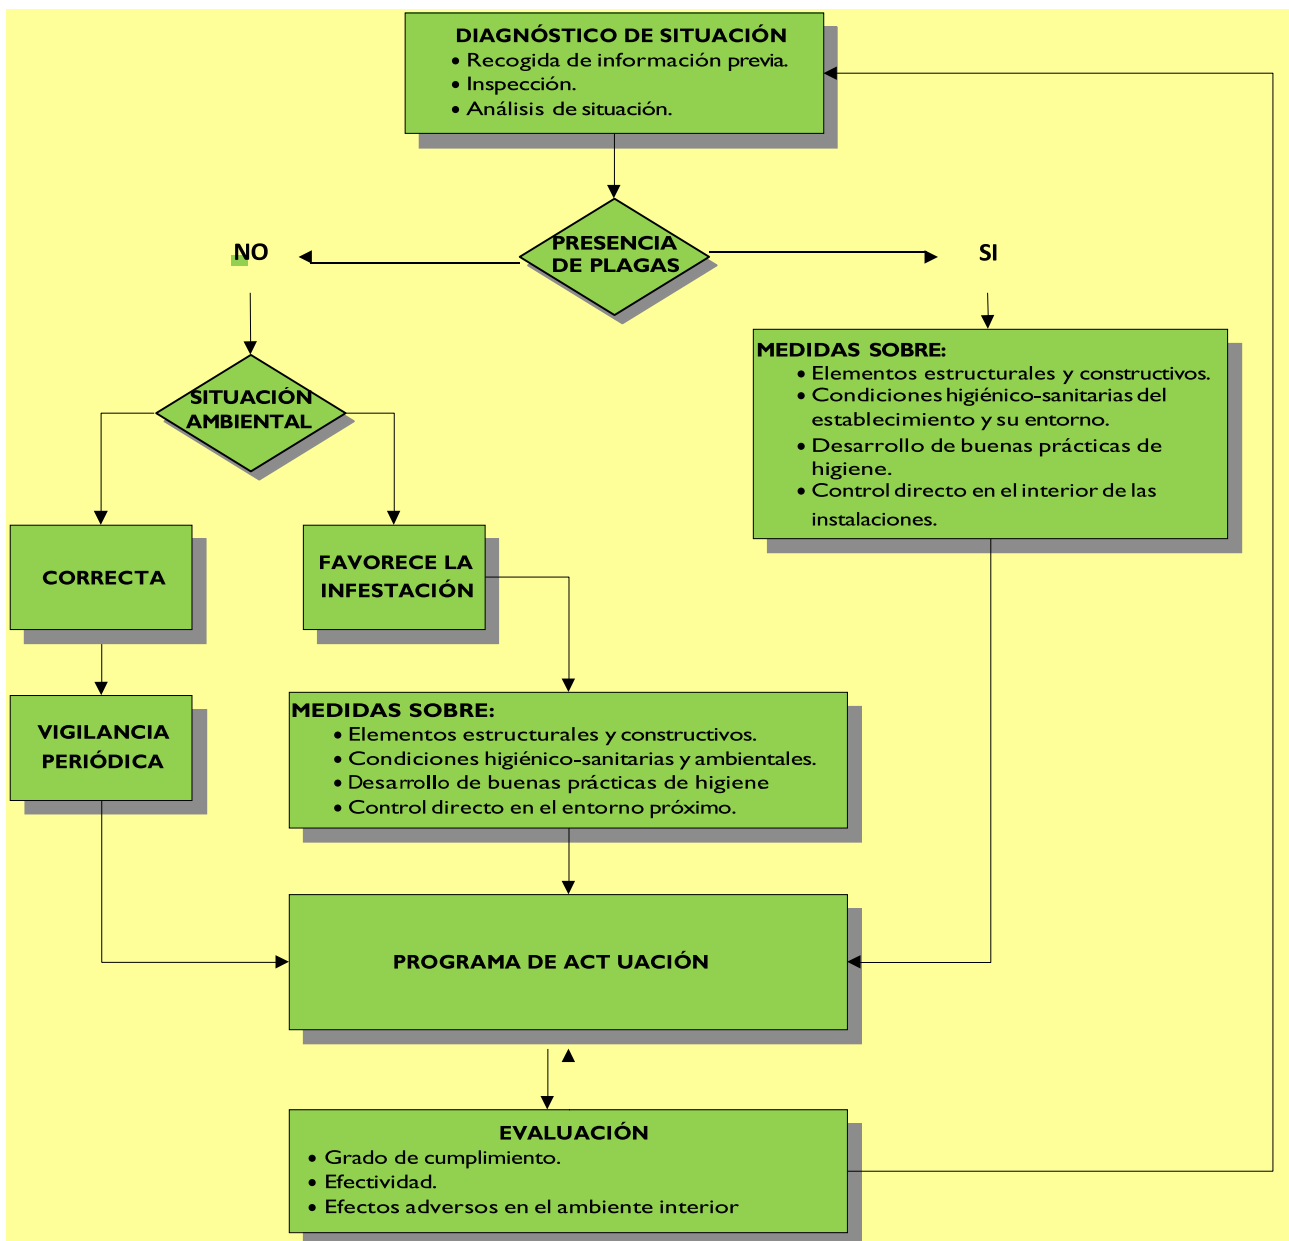 DIAGNÓSTICO DE SITUACIÓN
• Recogida de información previa.
• Inspección.
• Análisis de situación.
PRESENCIA
DE PLAGAS
NO
SI
SITUACIÓN
AMBIENTAL
MEDIDAS SOBRE:
• Elementos estructurales y constructivos.
• Condiciones higiénico-sanitarias del
establecimiento y su entorno.
• Desarrollo de buenas prácticas de
higiene.
• Control directo en el interior de las
instalaciones.
CORRECTA
FAVORECE LA
INFESTACIÓN
VIGILANCIA
PERIÓDICA
MEDIDAS SOBRE:
• Elementos estructurales y constructivos.
• Condiciones higiénico-sanitarias y ambientales.
• Desarrollo de buenas prácticas de higiene
• Control directo en el entorno próximo.
PROGRAMA DE ACT UACIÓN
EVALUACIÓN
• Grado de cumplimiento.
• Efectividad.
• Efectos adversos en el ambiente interior